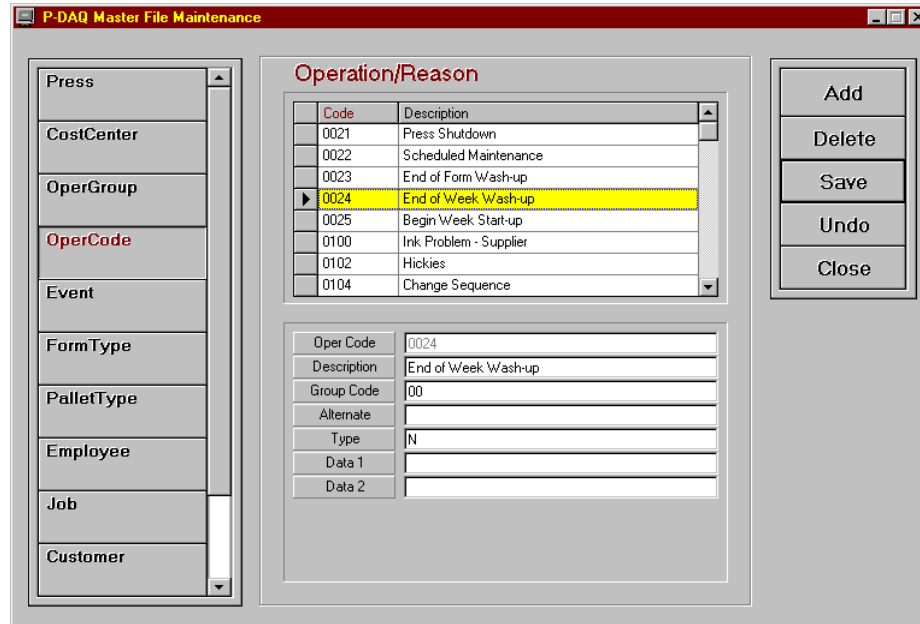 P-DAQ Master File Maintenance
Press
CostCenter
OperGroup
OperCode
Event
FormType
PalletType
Employee
Job
Customer
Operation/Reason
Code Description
0021 Press Shutdown
0022 Scheduled Maintenance
0023 End of Form Wash-up
0024 End of Week Wash-up
0025 Begin Week Start-up
0100 Ink Problem - Supplier
0102 Hickies
0104 Change Sequence
Oper Code 0024
Description End of Week Wash-up
Group Code 00
Alternate
Type N
Data 1
Data 2
Add
Delete
Save
Undo
Close